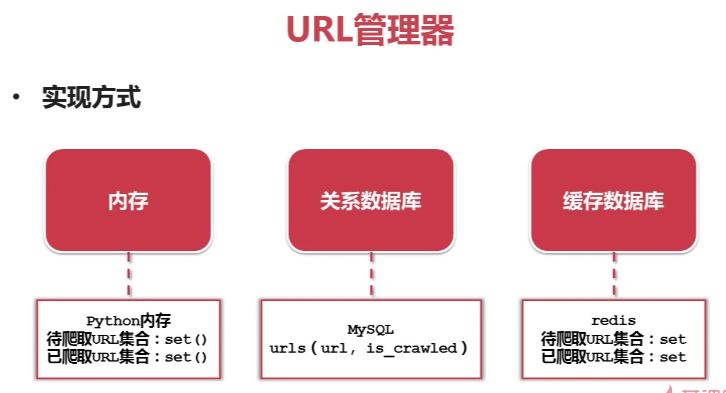 URL管理器
• 实现方式
内存
关系数据库
缓存数据库
Python内存
待爬取URL集合：set()
已爬取URL集合：set()
MySQL
urls(url, is_crawled)
redis
待爬取URL集合：set
已爬取URL集合：set